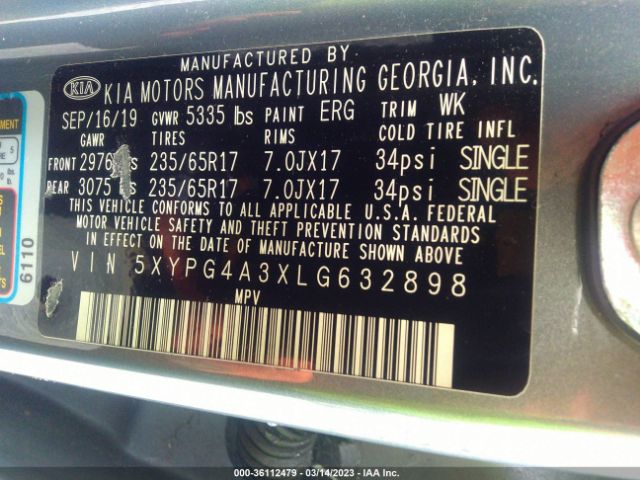 MANUFACTURED BY
KIA KIA MOTORS MANUFACTURING GEORGIA, INC.
SEP/16/19 GVWR 5335 lbs PAINT ERG TRIM WK
GAWR TIRES RIMS COLD TIRE INFL
FRONT 2976 235/65R17 7.0JX17 34psi SINGLE
REAR 3075 235/65R17 7.0JX17 34psi SINGLE
THIS VEHICLE CONFORMS TO ALL APPLICABLE U.S.A. FEDERAL
MOTOR VEHICLE SAFETY AND THEFT PREVENTION STANDARDS
IN EFFECT ON THE DATE OF MANUFACTURE SHOWN ABOVE
VIN 5XYPG4A3XLG632898
MPV
6110
000-36112479 - 03/14/2023 - IAA Inc.